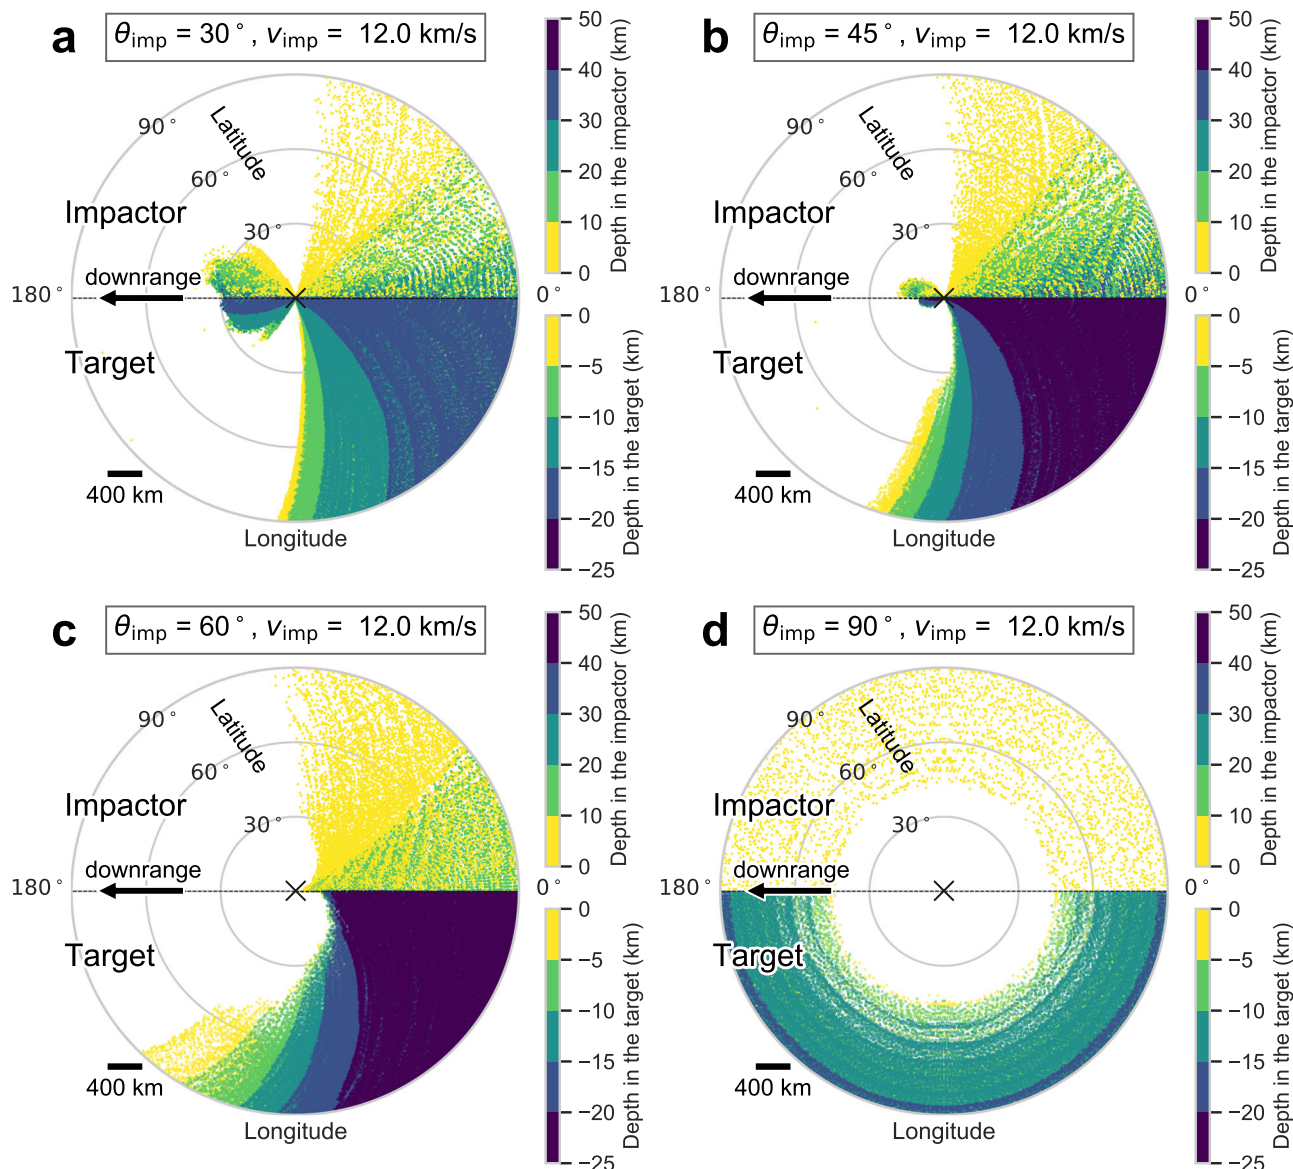 a
θimp = 30°, vimp = 12.0 km/s
90°
Latitude
60°
30°
Impactor
downrange
180°
0°
Target
400 km
Longitude
50
40
30
20
10
0
Depth in the impactor (km)
0
−5
−10
−15
−20
−25
Depth in the target (km)
b
θimp = 45°, vimp = 12.0 km/s
90°
Latitude
60°
30°
Impactor
downrange
180°
0°
Target
400 km
Longitude
50
40
30
20
10
0
Depth in the impactor (km)
0
−5
−10
−15
−20
−25
Depth in the target (km)
c
θimp = 60°, vimp = 12.0 km/s
90°
Latitude
60°
30°
Impactor
downrange
180°
0°
Target
400 km
Longitude
50
40
30
20
10
0
Depth in the impactor (km)
0
−5
−10
−15
−20
−25
Depth in the target (km)
d
θimp = 90°, vimp = 12.0 km/s
90°
Latitude
60°
30°
Impactor
downrange
180°
0°
Target
400 km
Longitude
50
40
30
20
10
0
Depth in the impactor (km)
0
−5
−10
−15
−20
−25
Depth in the target (km)